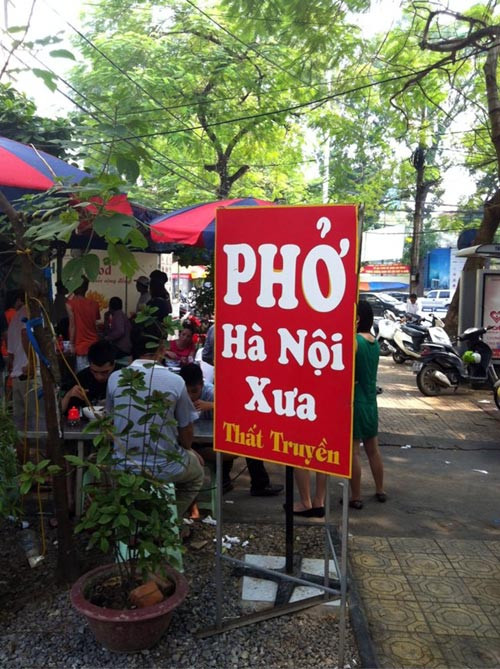 PHỞ
Hà Nội
Xưa
Thất Truyền